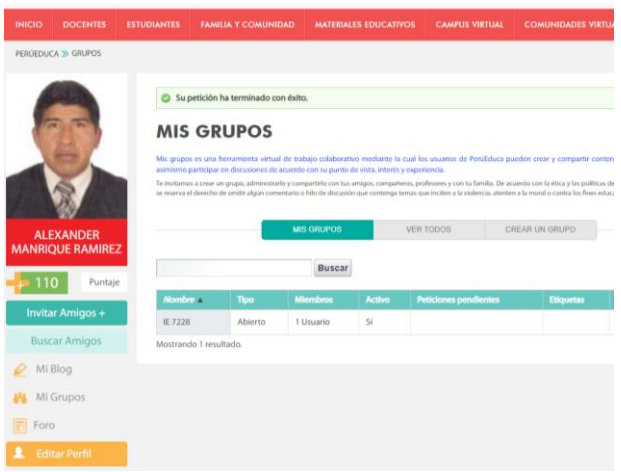 INICIO DOCENTES ESTUDIANTES FAMILIA Y COMUNIDAD MATERIALES EDUCATIVOS CAMPUS VIRTUAL COMUNIDADES VIRTUA
PERÚEDUCA >> GRUPOS
Su petición ha terminado con éxito.
MIS GRUPOS
Mis grupos es una herramienta virtual de trabajo colaborativo mediante la cual los usuarios de PerúEduca pueden crear y compartir conten
asimismo participar en discusiones de acuerdo con su punto de vista, interés y experiencia.
Te invitamos a crear un grupo, administrarlo y compartirlo con tus amigos, compañeros, profesores y con tu familia. De acuerdo con la ética y las políticas de
se reserva el derecho de omitir algún comentario o hilo de discusión que contenga temas que inciten a la violencia, atenten a la moral o contra los fines educa
ALEXANDER
MANRIQUE RAMIREZ
MIS GRUPOS VER TODOS CREAR UN GRUPO
110 Puntaje
Buscar
Invitar Amigos +
Nombre Tipo Miembros Activo Peticiones pendientes Etiquetas
IE 7228 Abierto 1 Usuario Sí
Buscar Amigos
Mostrando 1 resultado.
Mi Blog
Mi Grupos
Foro
Editar Perfil